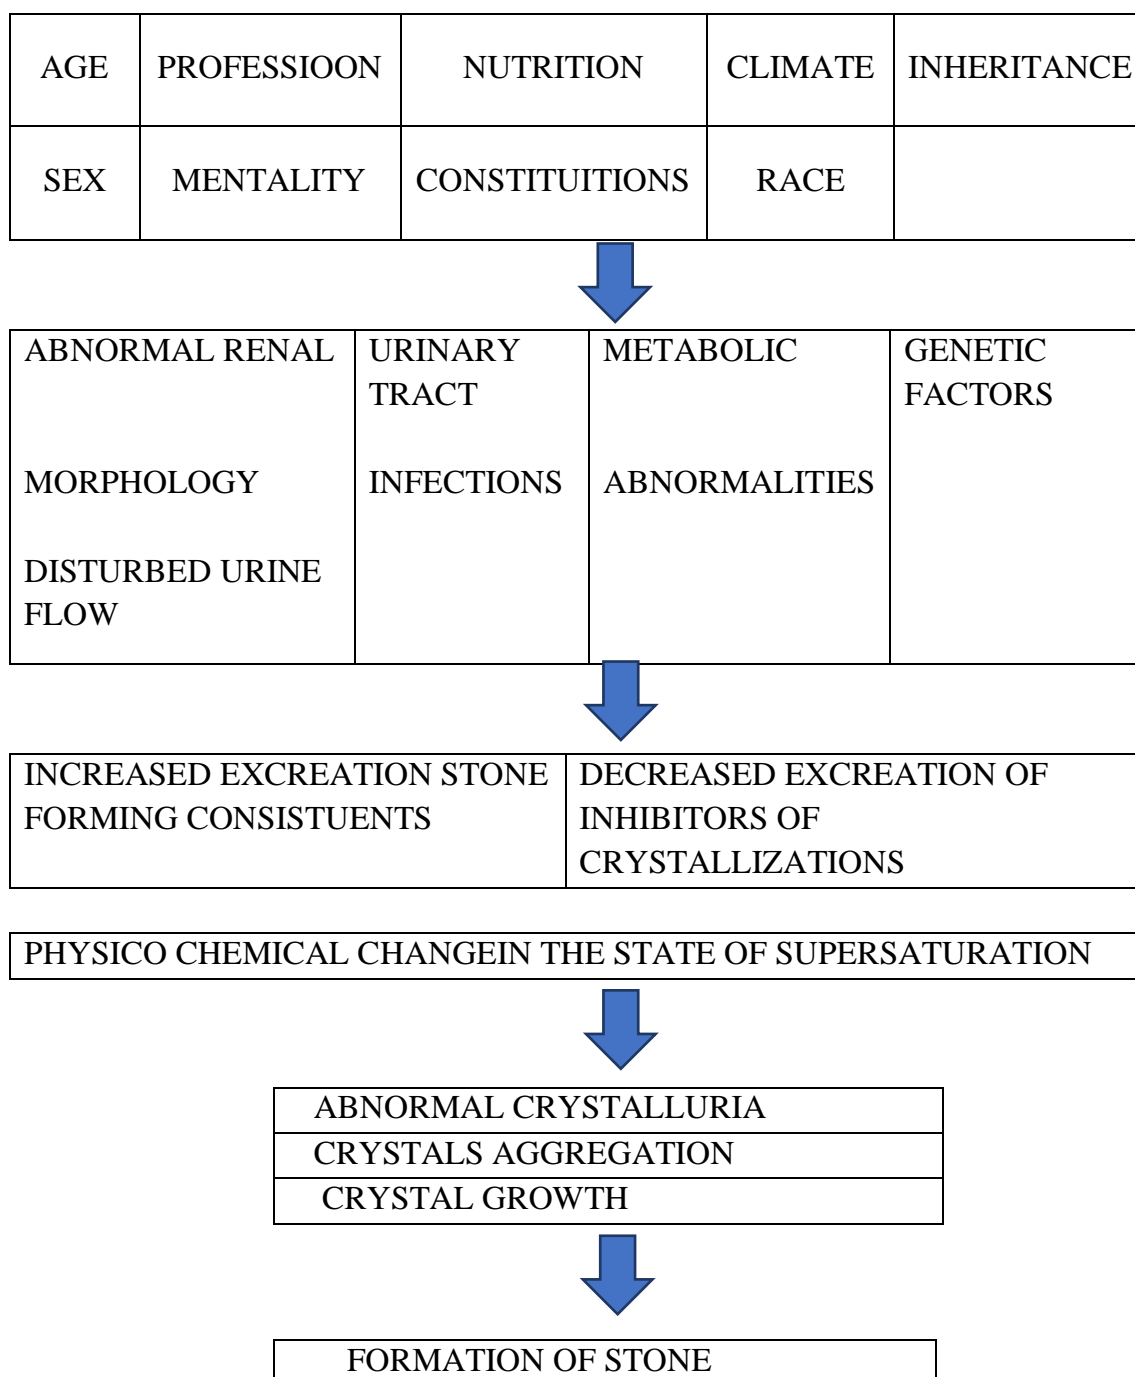 AGE PROFESSIOON NUTRITION CLIMATE INHERITANCE
SEX MENTALITY CONSTITUITIONS RACE
ABNORMAL RENAL
MORPHOLOGY
DISTURBED URINE
FLOW
URINARY
TRACT
INFECTIONS
METABOLIC
ABNORMALITIES
GENETIC
FACTORS
INCREASED EXCREATION STONE
FORMING CONSISTUENTS
DECREASED EXCREATION OF
INHIBITORS OF
CRYSTALLIZATIONS
PHYSICO CHEMICAL CHANGEIN THE STATE OF SUPERSATURATION
ABNORMAL CRYSTALLURIA
CRYSTALS AGGREGATION
CRYSTAL GROWTH
FORMATION OF STONE